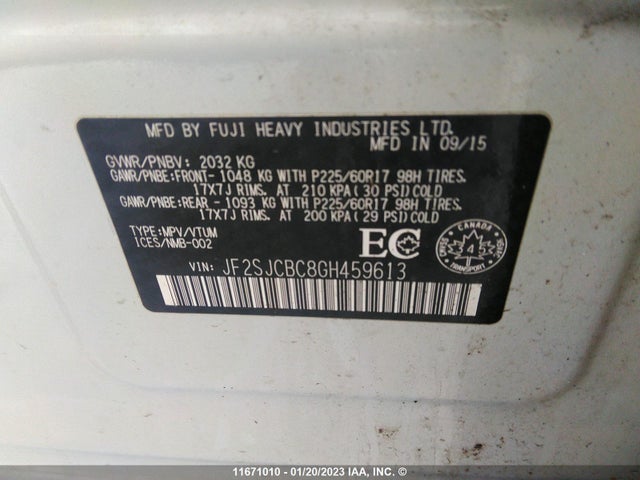 MFD BY FUJI HEAVY INDUSTRIES LTD.
MFD IN 09/15
GVWR/PNBV: 2032 KG
GAWR/PNBE:FRONT- 1048 KG WITH P225/60R17 98H TIRES.
17X7J RIMS. AT 210 KPA(30 PSI)COLD
GAWR/PNBE:REAR - 1093 KG WITH P225/60R17 98H TIRES.
17X7J RIMS. AT 200 KPA(29 PSI)COLD
TYPE:MPV/VTUM
ICES/NMB-002
EC
CANADA
TRANSPORT
VIN: JF2SJCBC8GH459613
11671010 - 01/20/2023 IAA, INC. ©